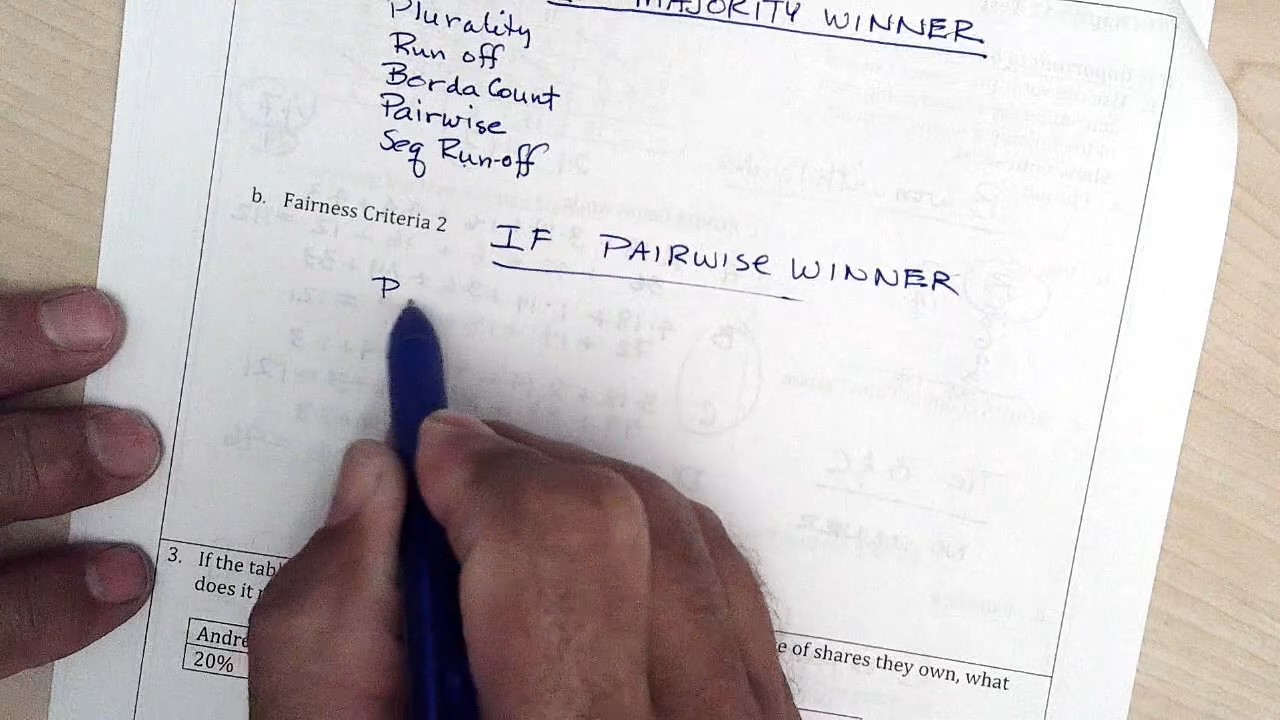 MAJORITY WINNER
Plurality
Run off
Borda Count
Pairwise
Seq Run-off
b. Fairness Criteria 2
IF PAIRWISE WINNER
P
3. If the tab
does it
Andre
20%
e of shares they own, what